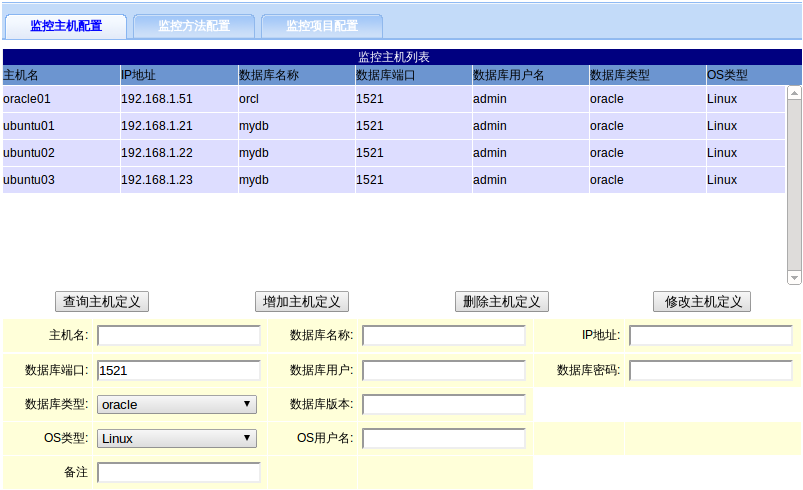 监控主机配置 监控方法配置 监控项目配置
监控主机列表
主机名 IP地址 数据库名称 数据库端口 数据库用户名 数据库类型 OS类型
oracle01 192.168.1.51 orcl 1521 admin oracle Linux
ubuntu01 192.168.1.21 mydb 1521 admin oracle Linux
ubuntu02 192.168.1.22 mydb 1521 admin oracle Linux
ubuntu03 192.168.1.23 mydb 1521 admin oracle Linux
查询主机定义 增加主机定义 删除主机定义 修改主机定义
主机名: 数据库名称: IP地址:
数据库端口: 1521 数据库用户: 数据库密码:
数据库类型: oracle 数据库版本:
OS类型: Linux OS用户名:
备注